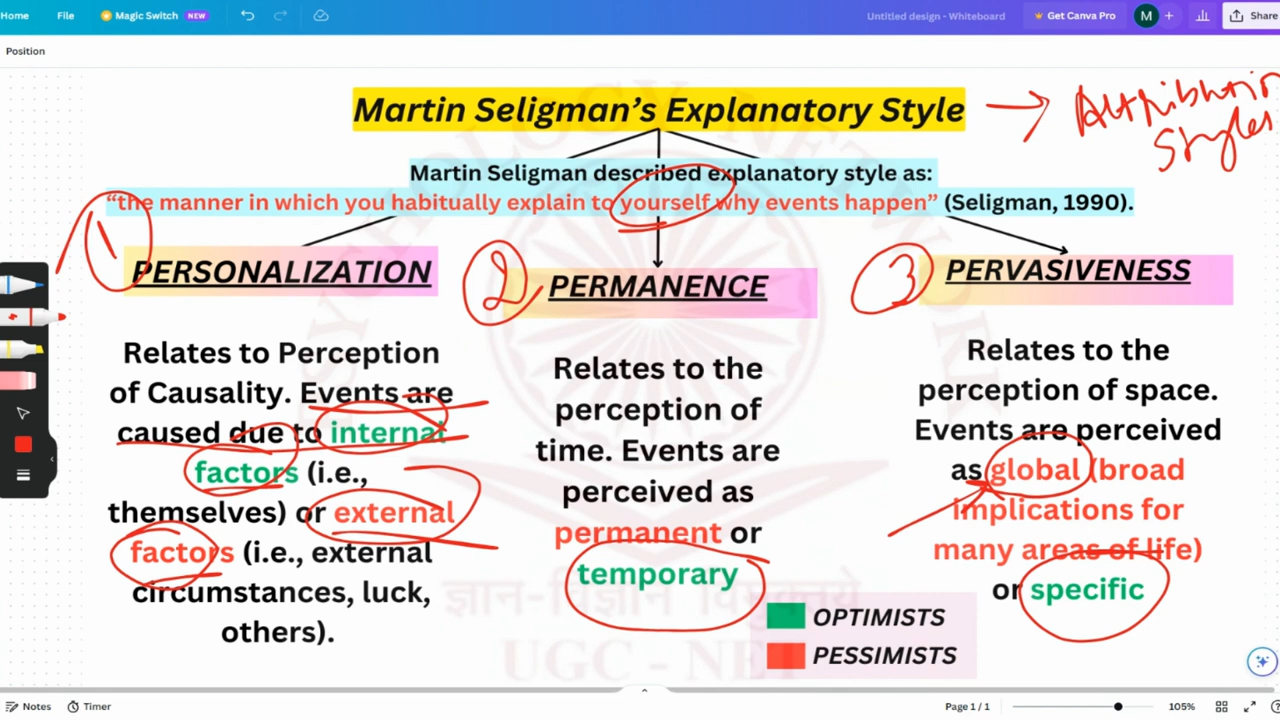 Home File Magic Switch NEW Untitled design - Whiteboard Get Canva Pro M + Share
Position
Martin Seligman's Explanatory Style
Attribution
Styles
Martin Seligman described explanatory style as:
“the manner in which you habitually explain to yourself why events happen” (Seligman, 1990).
1
PERSONALIZATION
Relates to Perception
of Causality. Events are
caused due to internal
factors (i.e.,
themselves) or external
factors (i.e., external
circumstances, luck,
others).
2
PERMANENCE
Relates to the
perception of
time. Events are
perceived as
permanent or
temporary
3
PERVASIVENESS
Relates to the
perception of space.
Events are perceived
as global (broad
implications for
many areas of life)
or specific
OPTIMISTS
PESSIMISTS
PSYCHOLOGY NETWORK
ज्ञान-विज्ञान विमुक्तये
UGC - NET
Notes Timer Page 1 / 1 105%